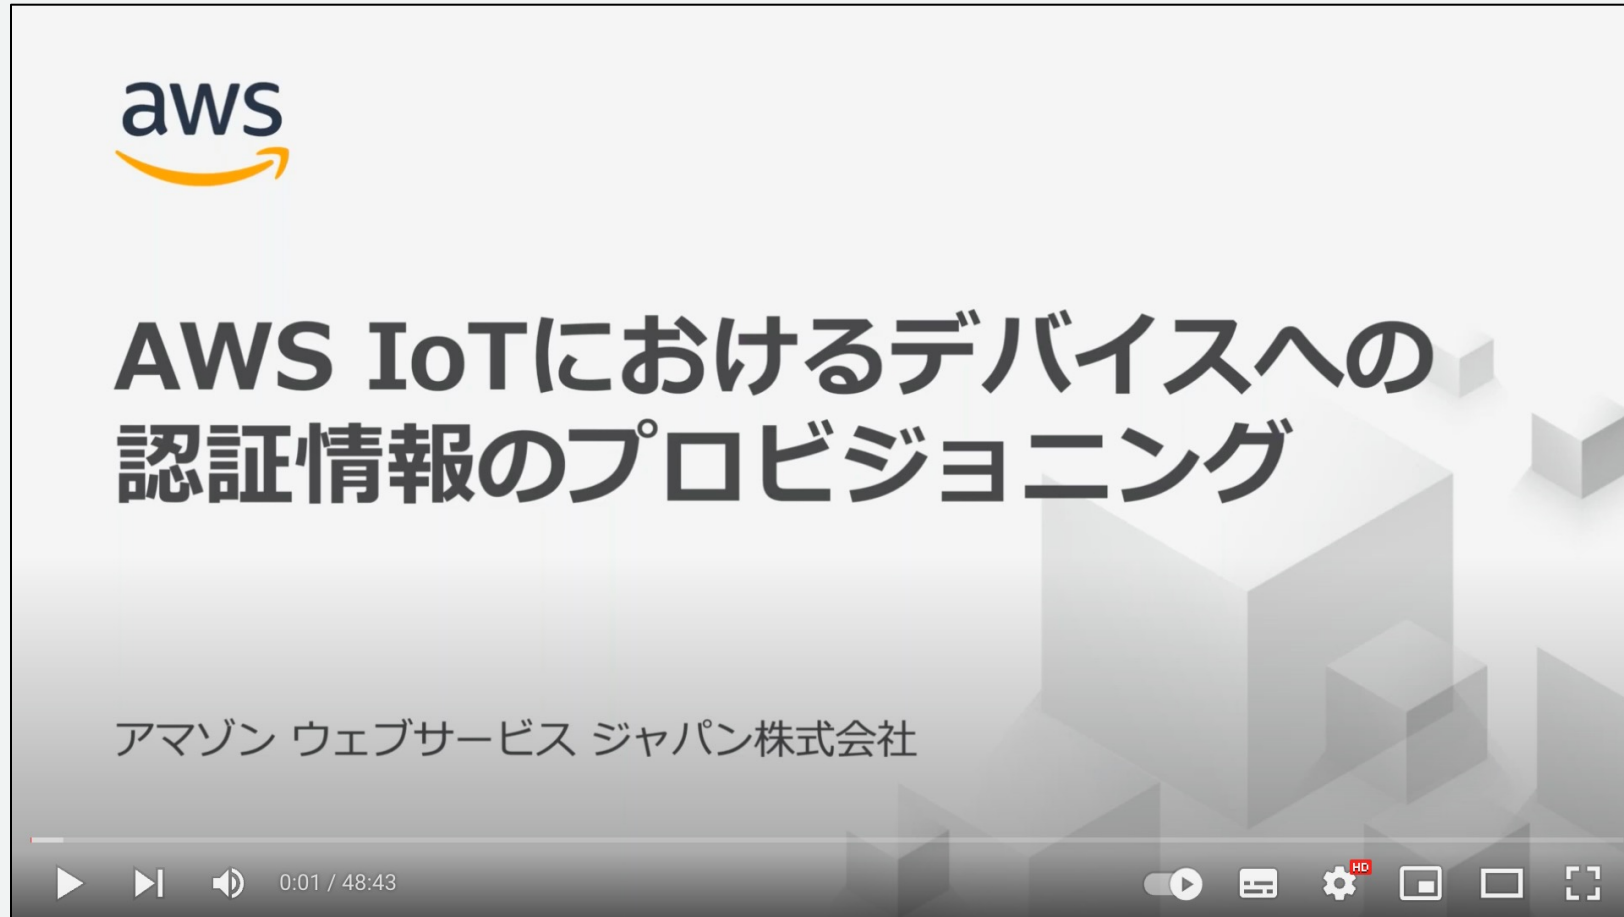 aws
AWS IoTにおけるデバイスへの
認証情報のプロビジョニング
アマゾン ウェブサービス ジャパン株式会社
0:01 / 48:43
HD